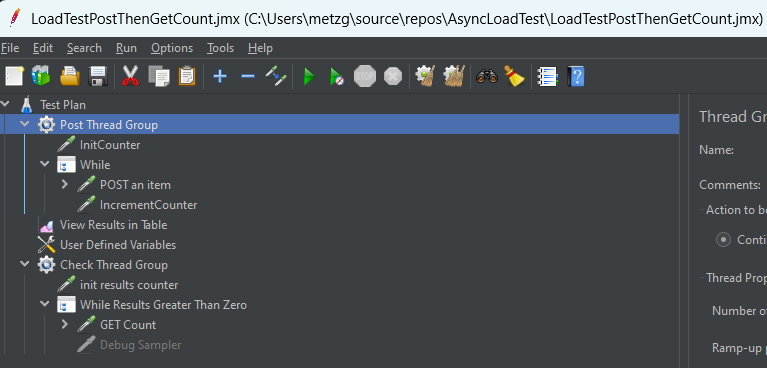 LoadTestPostThenGetCount.jmx (C:\Users\metzg\source\repos\AsyncLoadTest\LoadTestPostThenGetCount.jmx)
File Edit Search Run Options Tools Help
STOP
Test Plan
Post Thread Group
InitCounter
While
POST an item
IncrementCounter
View Results in Table
User Defined Variables
Check Thread Group
init results counter
While Results Greater Than Zero
GET Count
Debug Sampler
Thread Gr
Name:
Comments:
Action to be
Conti
Thread Prop
Number of
Ramp-up p